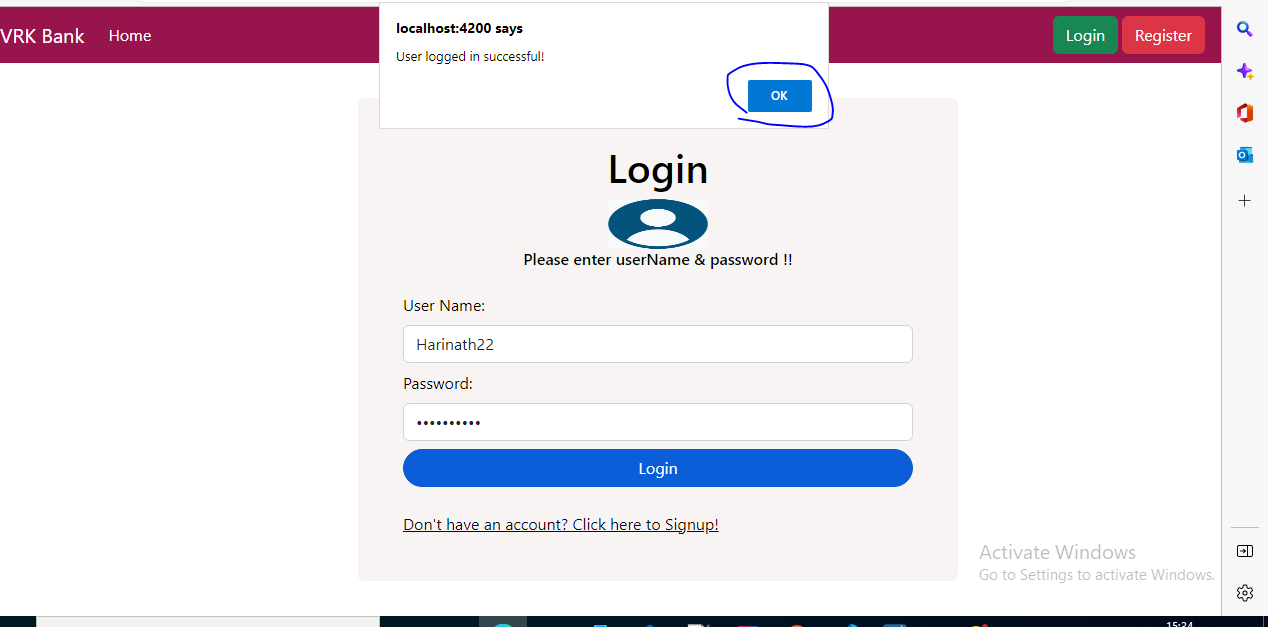 VRK Bank Home Login Register
localhost:4200 says
User logged in successful!
OK
Login
Please enter userName & password !!
User Name:
Harinath22
Password:
••••••••••
Login
Don't have an account? Click here to Signup!
Activate Windows
Go to Settings to activate Windows.
15:24